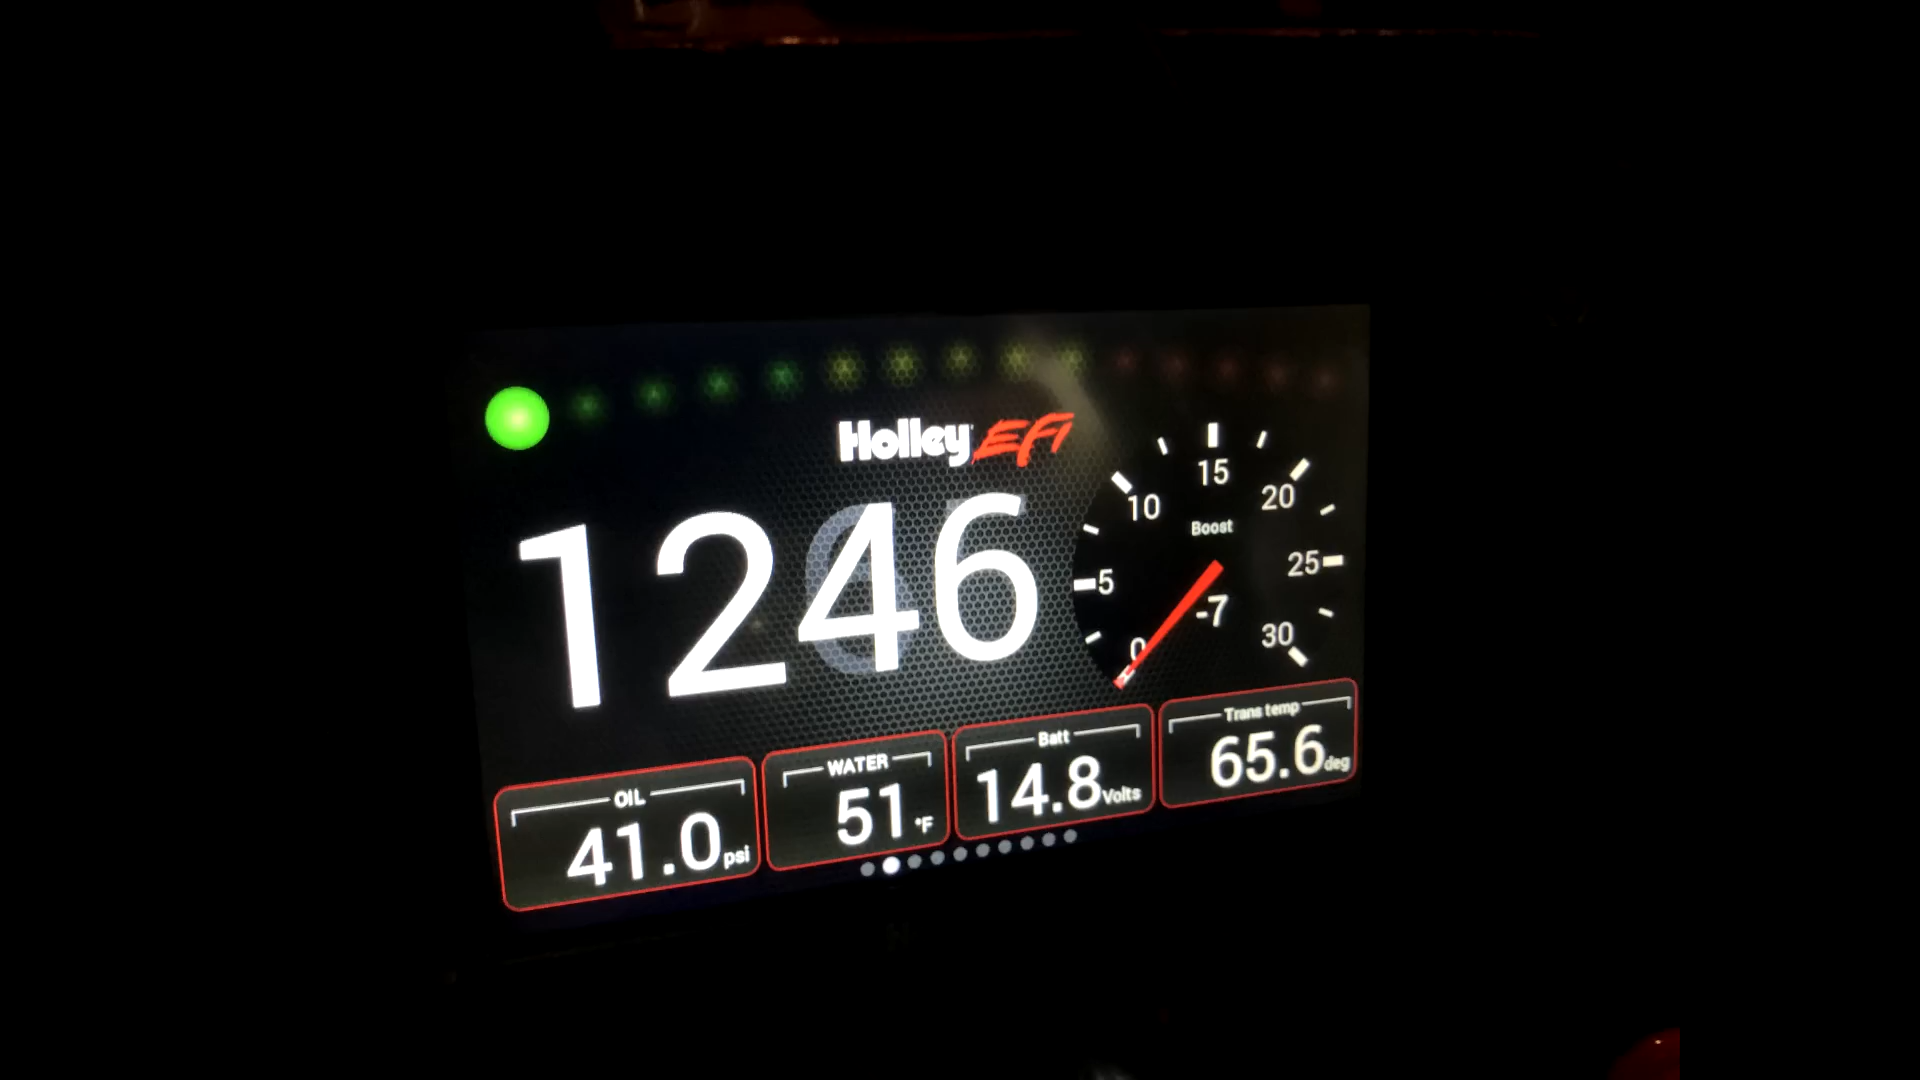 Holley EFI
1246
15
10
20
Boost
5
25
-7
0
30
OIL
41.0 psi
WATER
51 °F
Batt
14.8 Volts
Trans temp
65.6 deg